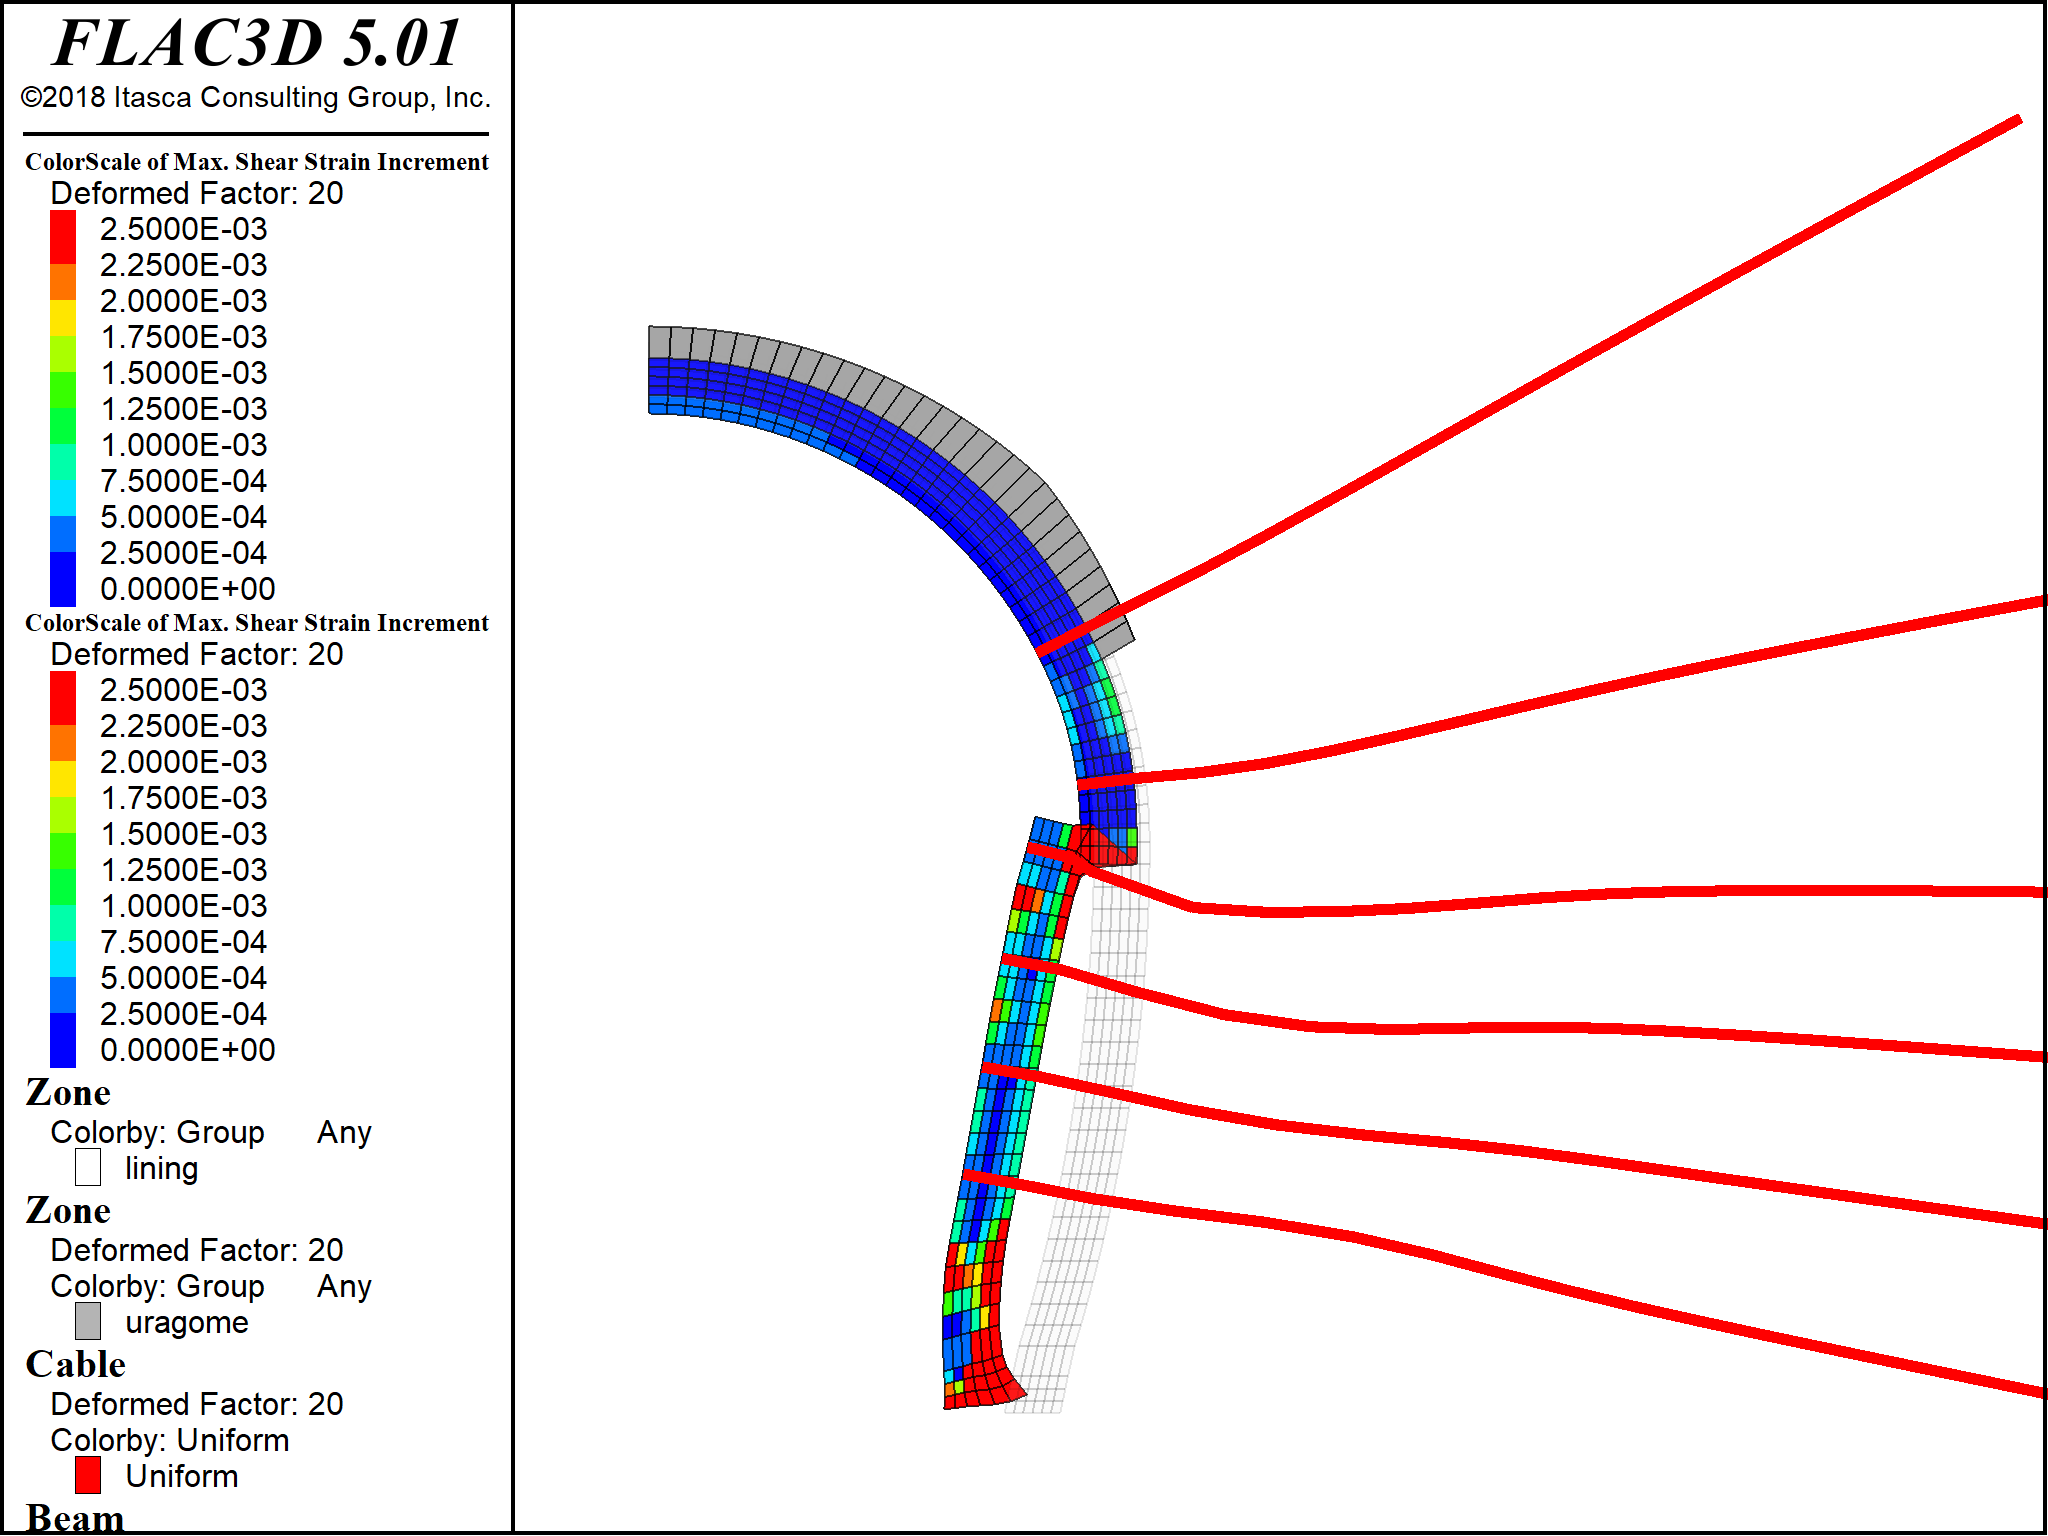 FLAC3D 5.01
©2018 Itasca Consulting Group, Inc.
ColorScale of Max. Shear Strain Increment
Deformed Factor: 20
2.5000E-03
2.2500E-03
2.0000E-03
1.7500E-03
1.5000E-03
1.2500E-03
1.0000E-03
7.5000E-04
5.0000E-04
2.5000E-04
0.0000E+00
ColorScale of Max. Shear Strain Increment
Deformed Factor: 20
2.5000E-03
2.2500E-03
2.0000E-03
1.7500E-03
1.5000E-03
1.2500E-03
1.0000E-03
7.5000E-04
5.0000E-04
2.5000E-04
0.0000E+00
Zone
Colorby: Group Any
lining
Zone
Deformed Factor: 20
Colorby: Group Any
uragome
Cable
Deformed Factor: 20
Colorby: Uniform
Uniform
Beam